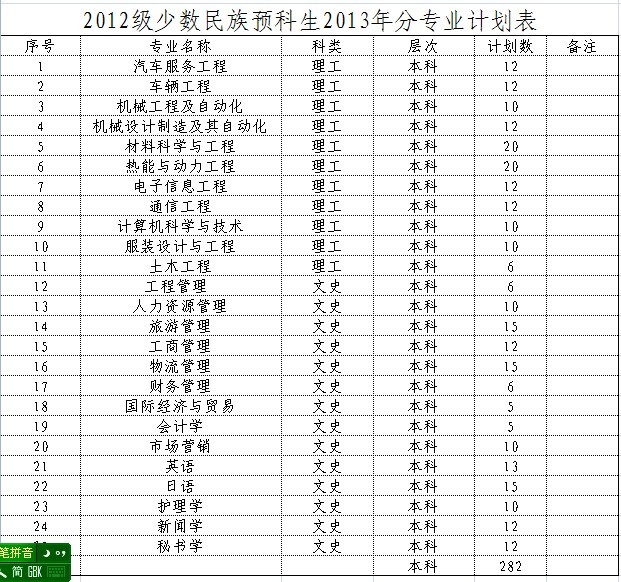 2012级少数民族预科生2013年分专业计划表
序号 专业名称 科类 层次 计划数 备注
1 汽车服务工程 理工 本科 12
2 车辆工程 理工 本科 12
3 机械工程及自动化 理工 本科 10
4 机械设计制造及其自动化 理工 本科 12
5 材料科学与工程 理工 本科 20
6 热能与动力工程 理工 本科 20
7 电子信息工程 理工 本科 12
8 通信工程 理工 本科 12
9 计算机科学与技术 理工 本科 10
10 服装设计与工程 理工 本科 10
11 土木工程 理工 本科 6
12 工程管理 文史 本科 6
13 人力资源管理 文史 本科 10
14 旅游管理 文史 本科 15
15 工商管理 文史 本科 12
16 物流管理 文史 本科 15
17 财务管理 文史 本科 6
18 国际经济与贸易 文史 本科 5
19 会计学 文史 本科 5
20 市场营销 文史 本科 10
21 英语 文史 本科 13
22 日语 文史 本科 15
23 护理学 文史 本科 10
24 新闻学 文史 本科 12
秘书学 文史 本科 12
本科 282
笔拼音
简 GBK